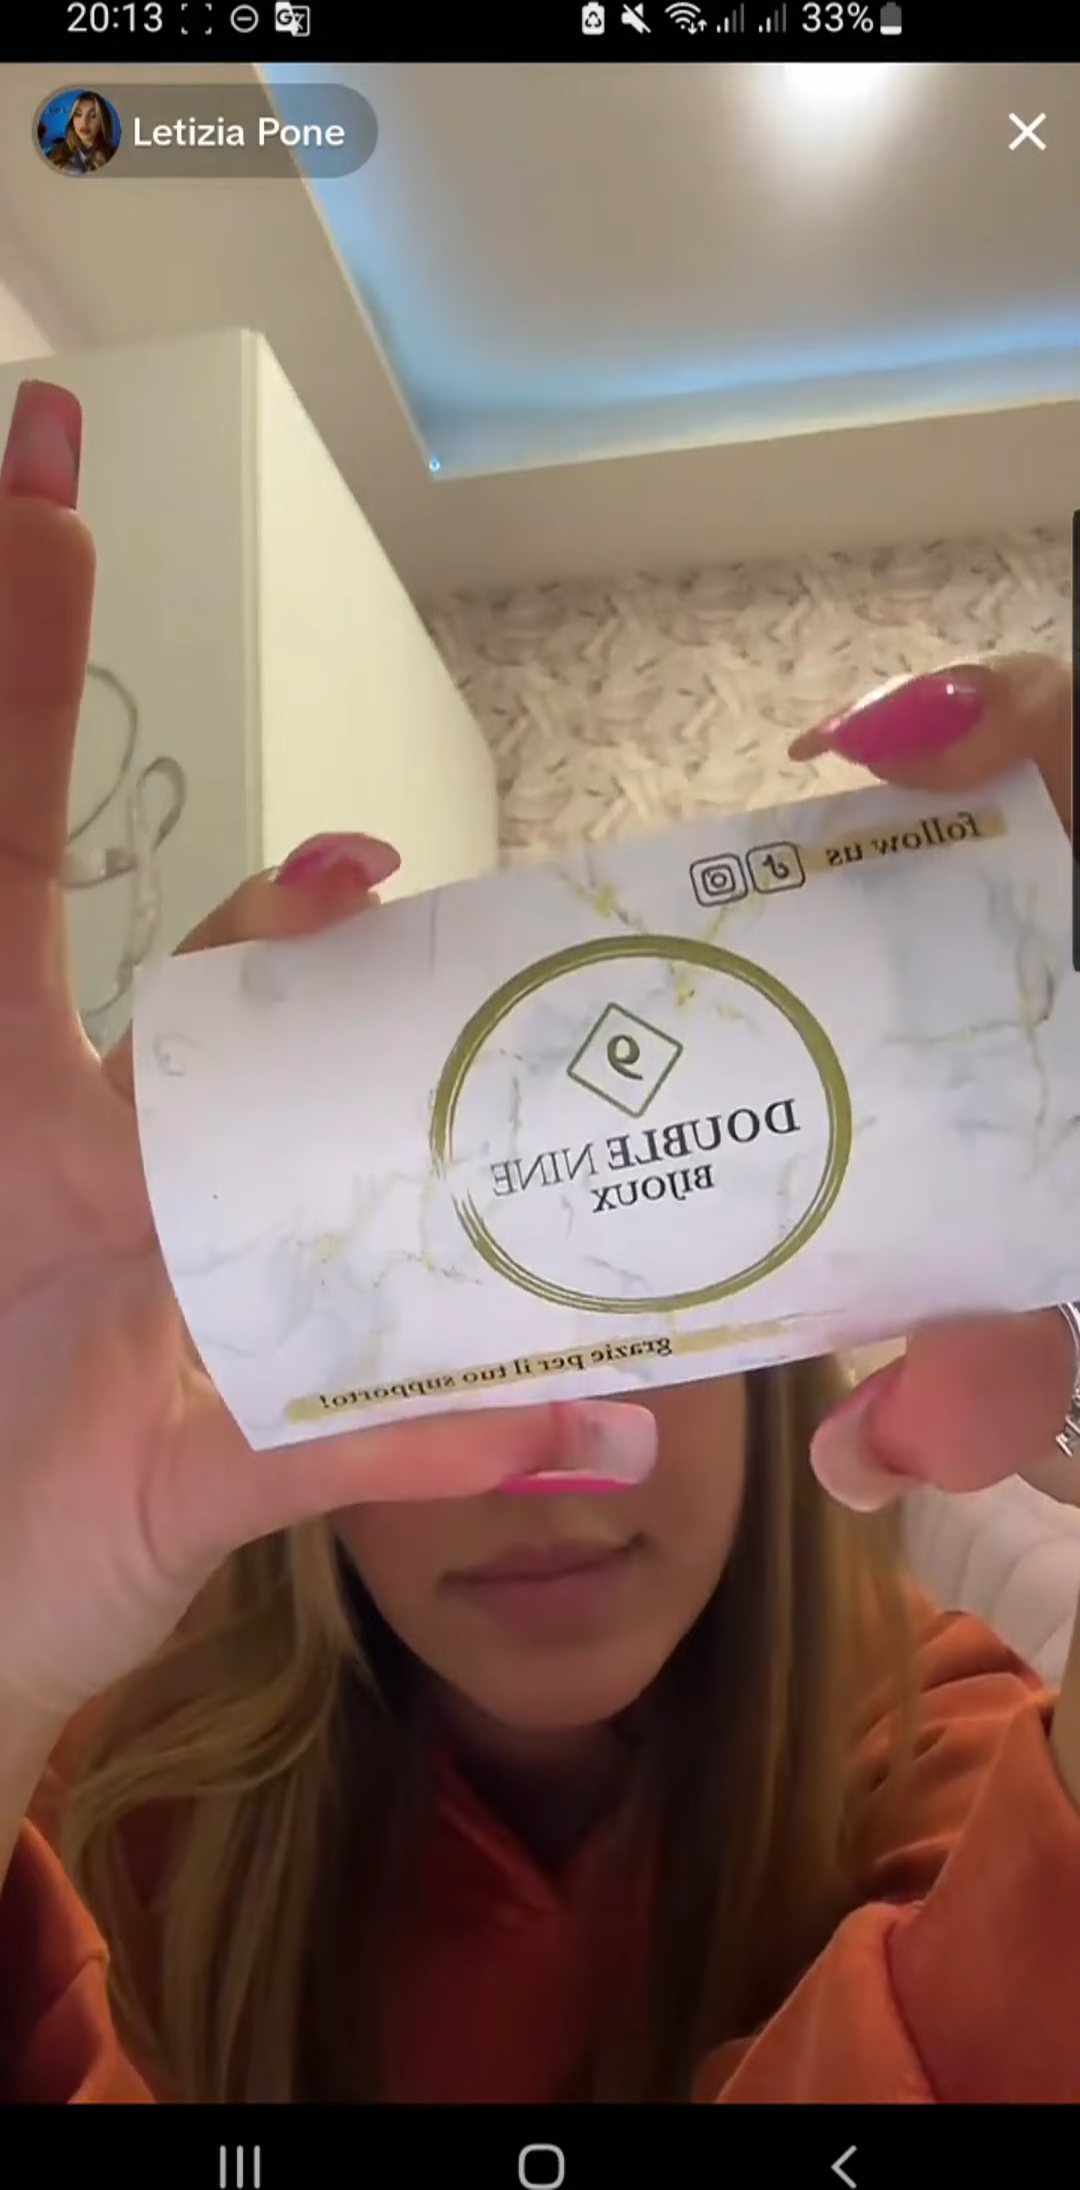 20:13
33%
Letizia Pone
follow us
9
DOUBLE NINE
BIJOUX
grazie per il tuo supporto!